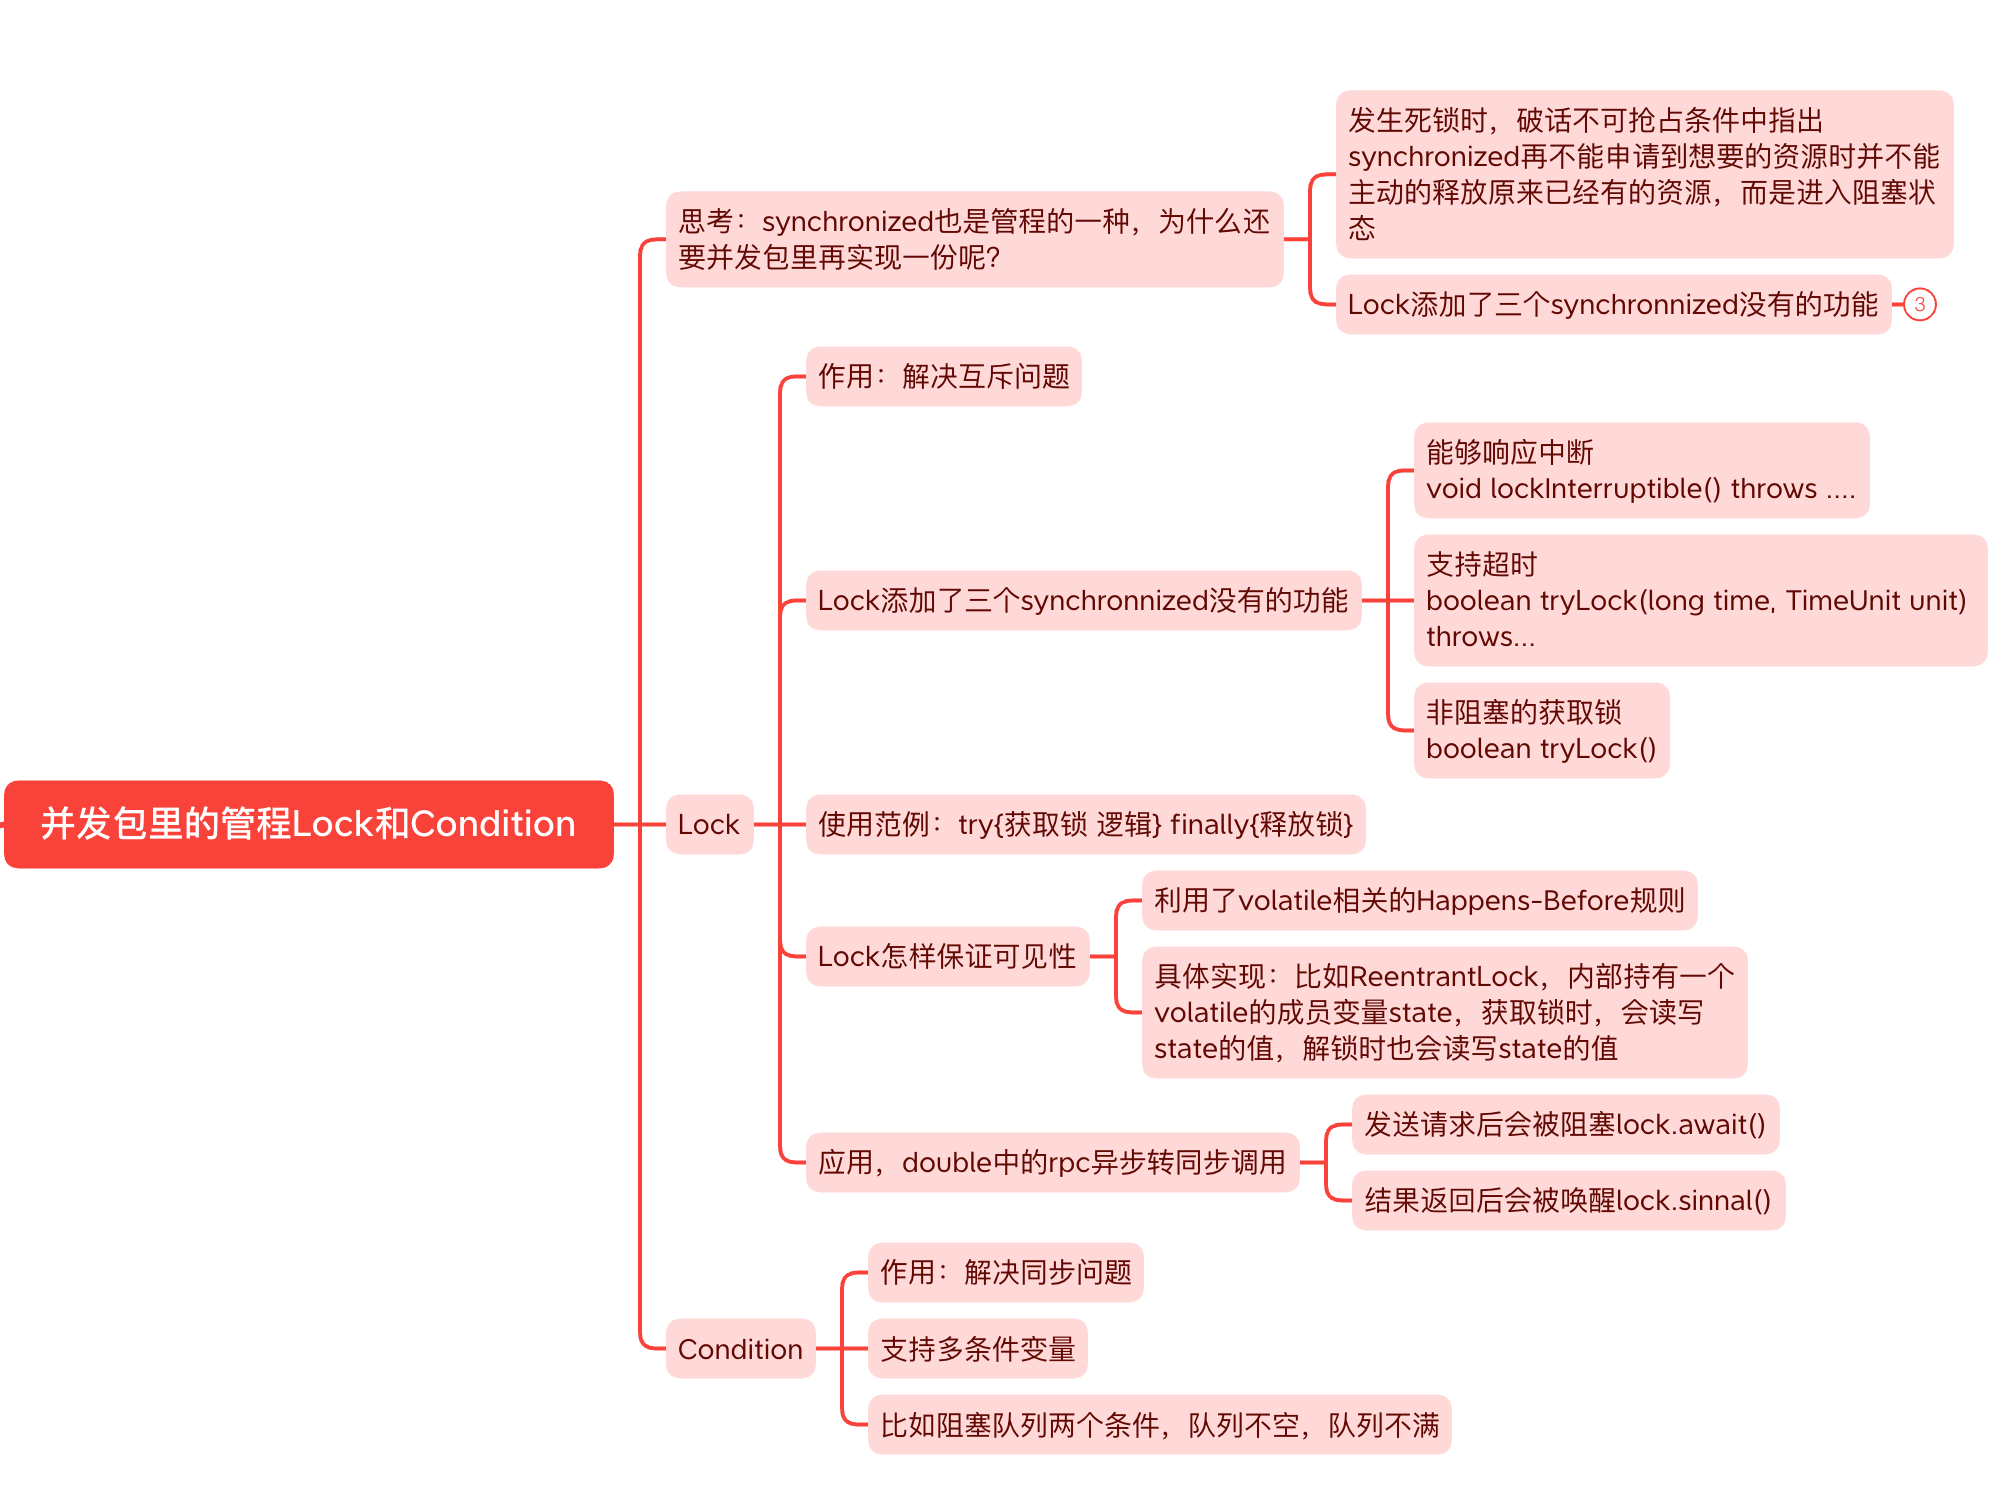 并发包里的管程Lock和Condition
思考：synchronized也是管程的一种，为什么还
要并发包里再实现一份呢？
发生死锁时，破话不可抢占条件中指出
synchronized再不能申请到想要的资源时并不能
主动的释放原来已经有的资源，而是进入阻塞状
态
Lock添加了三个synchronnized没有的功能
3
Lock
作用：解决互斥问题
Lock添加了三个synchronnized没有的功能
能够响应中断
void lockInterruptible() throws ....
支持超时
boolean tryLock(long time, TimeUnit unit)
throws...
非阻塞的获取锁
boolean tryLock()
使用范例：try{获取锁 逻辑} finally{释放锁}
Lock怎样保证可见性
利用了volatile相关的Happens-Before规则
具体实现：比如ReentrantLock，内部持有一个
volatile的成员变量state，获取锁时，会读写
state的值，解锁时也会读写state的值
应用，double中的rpc异步转同步调用
发送请求后会被阻塞lock.await()
结果返回后会被唤醒lock.sinnal()
Condition
作用：解决同步问题
支持多条件变量
比如阻塞队列两个条件，队列不空，队列不满